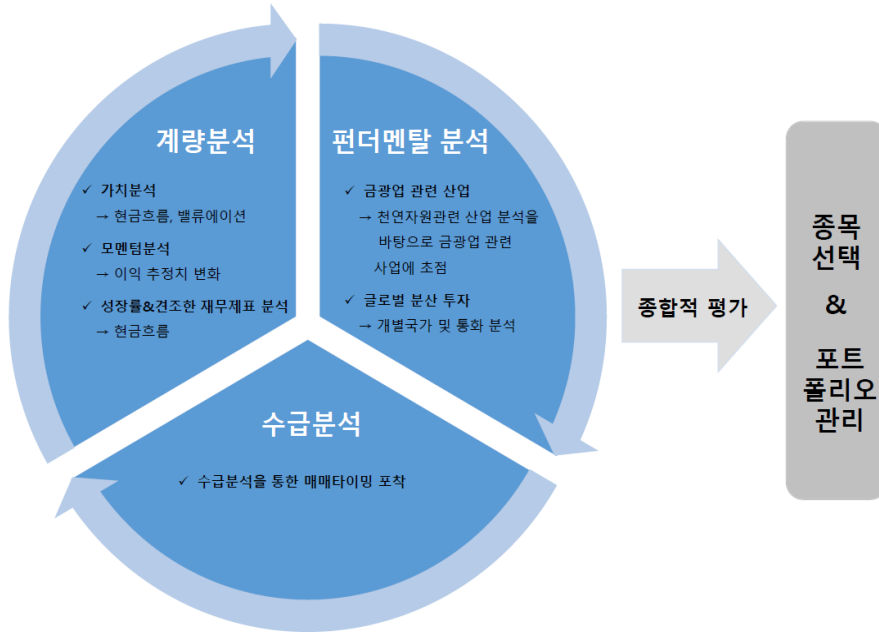 계량분석
✓ 가치분석
→ 현금흐름, 밸류에이션
✓ 모멘텀분석
→ 이익 추정치 변화
✓ 성장률&견조한 재무제표 분석
→ 현금흐름
펀더멘탈 분석
✓ 금광업 관련 산업
→ 천연자원관련 산업 분석을
바탕으로 금광업 관련
사업에 초점
✓ 글로벌 분산 투자
→ 개별국가 및 통화 분석
수급분석
✓ 수급분석을 통한 매매타이밍 포착
종합적 평가
종목
선택
&
포트
폴리오
관리